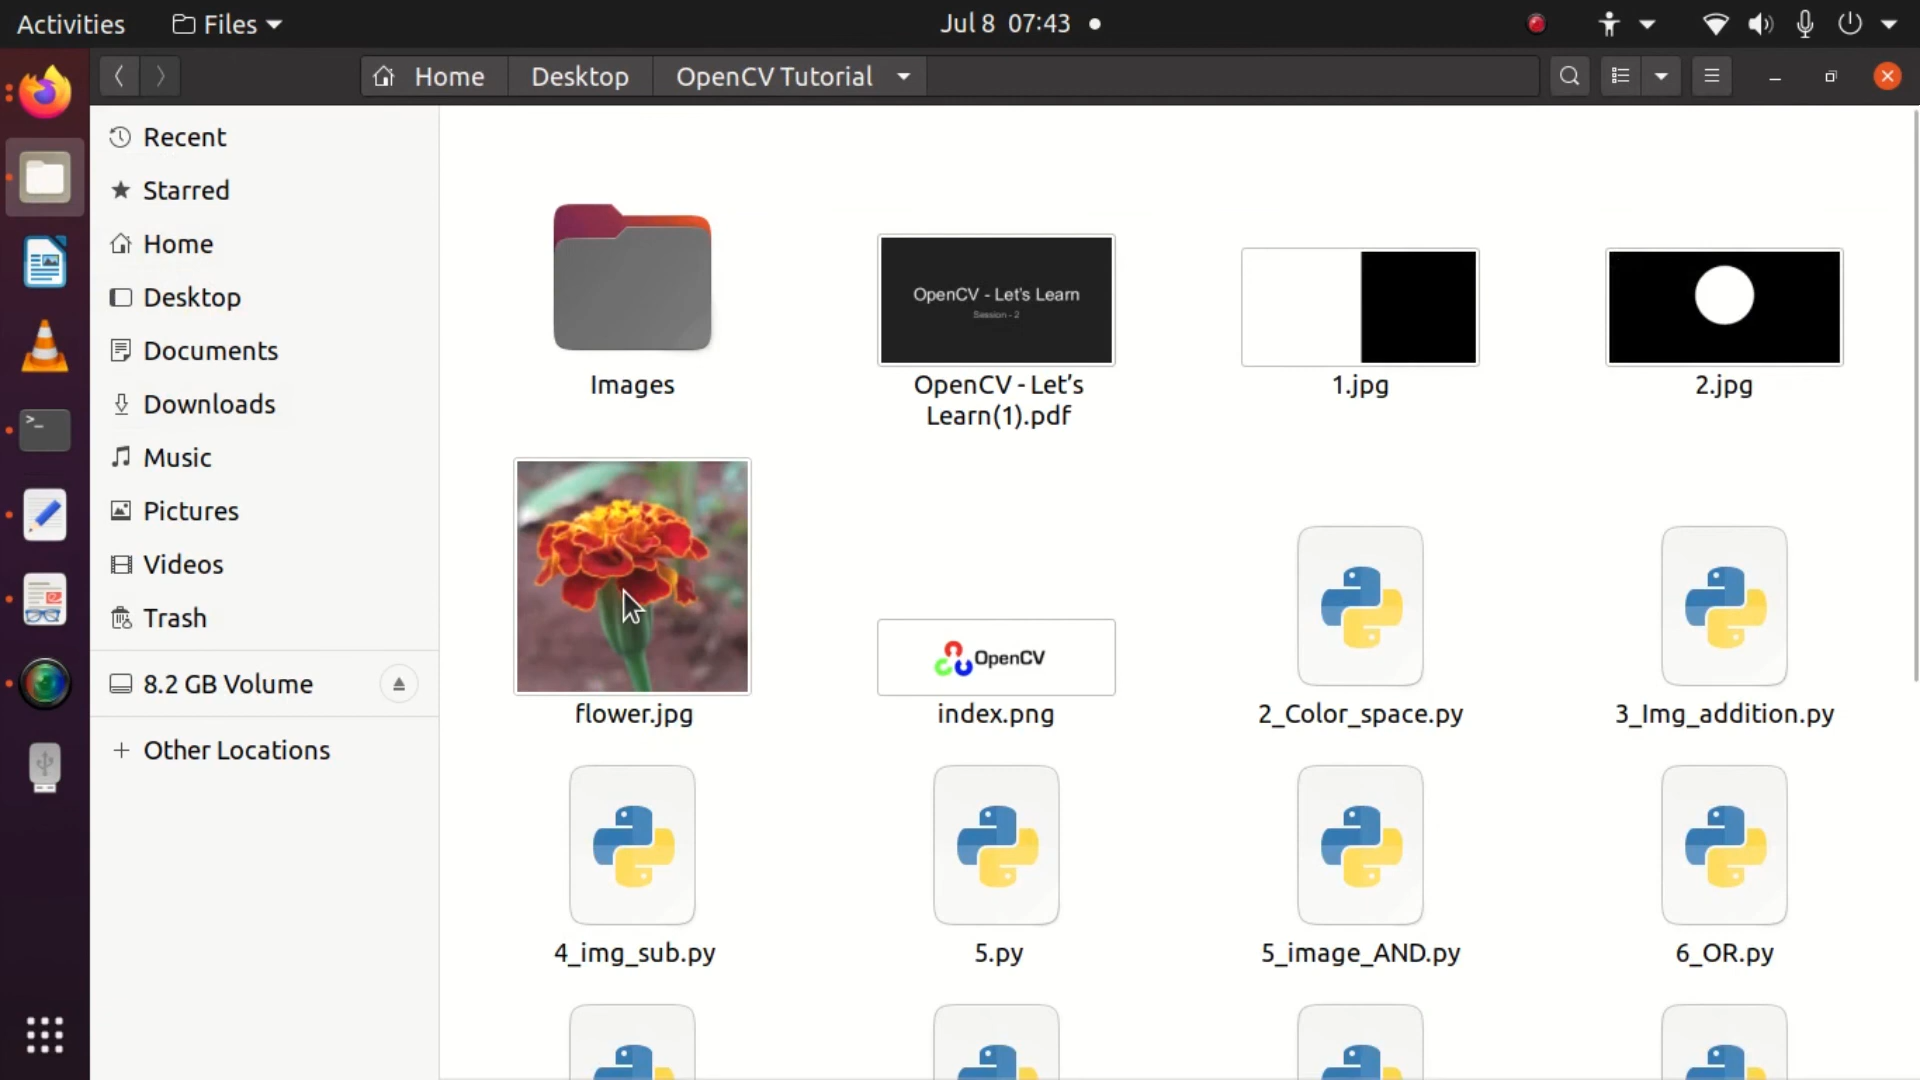 Activities
Files
Jul 8 07:43
Home
Desktop
OpenCV Tutorial
Recent
Starred
Home
Desktop
Documents
Downloads
Music
Pictures
Videos
Trash
8.2 GB Volume
Other Locations
OpenCV - Let's Learn
Session - 2
Images
OpenCV - Let's
Learn(1).pdf
1.jpg
2.jpg
OpenCV
flower.jpg
index.png
2_Color_space.py
3_Img_addition.py
4_img_sub.py
5.py
5_image_AND.py
6_OR.py